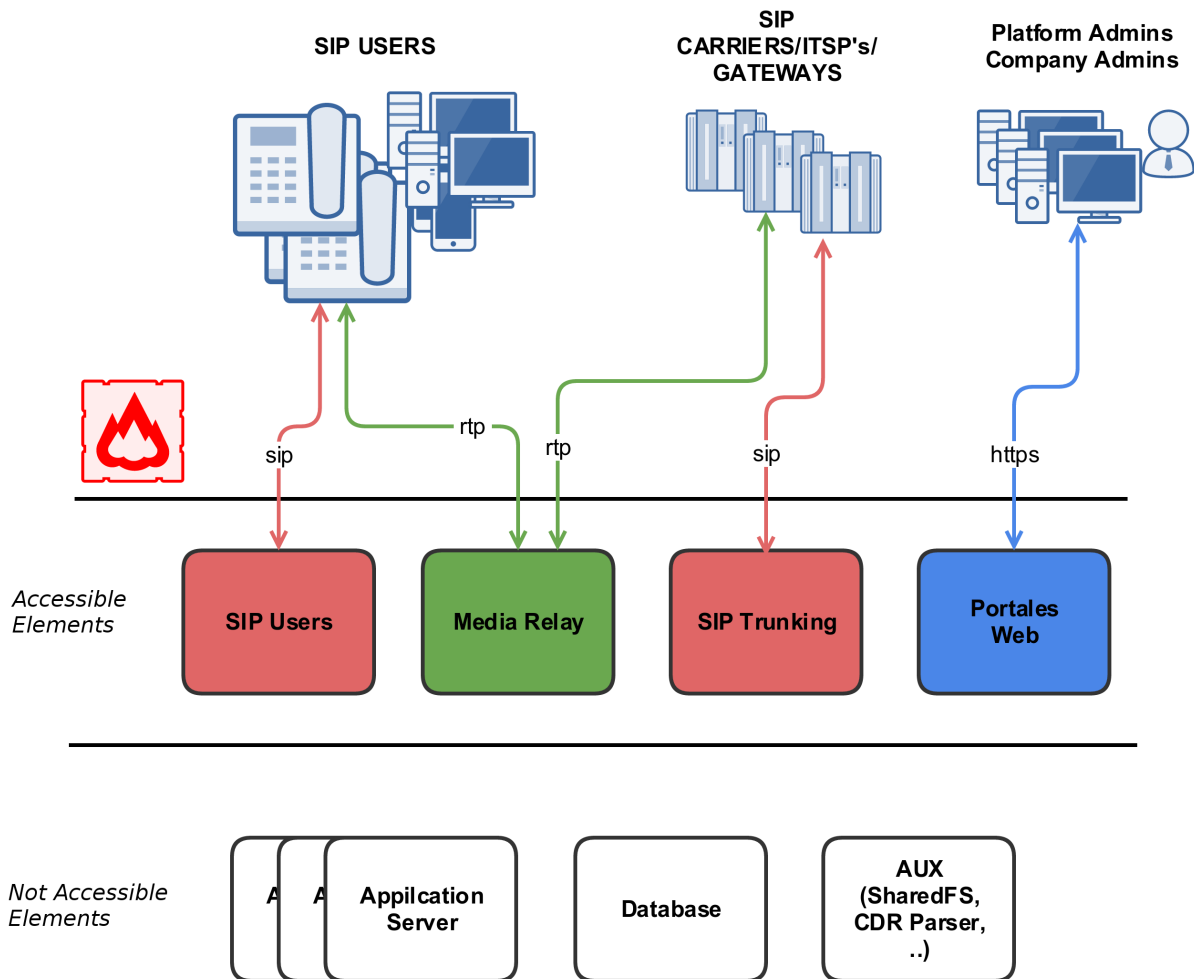 SIP USERS
SIP
CARRIERS/ITSP's/
GATEWAYS
Platform Admins
Company Admins
sip
rtp
rtp
sip
https
Accessible
Elements
SIP Users
Media Relay
SIP Trunking
Portales
Web
Not Accessible
Elements
A
A
Appilcation
Server
Database
AUX
(SharedFS,
CDR Parser,
..)